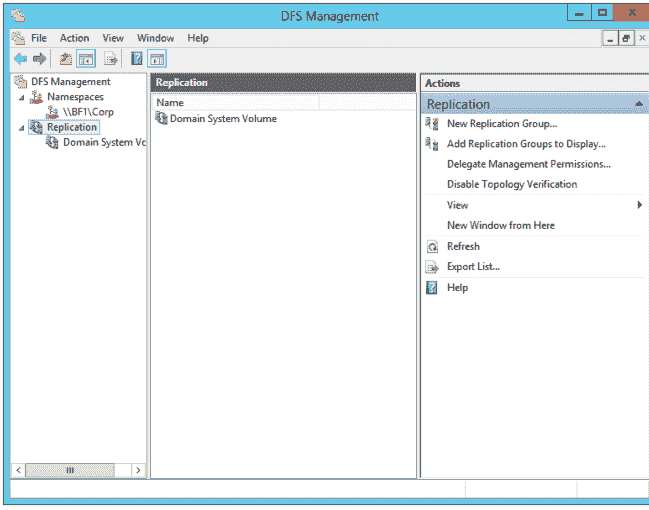 DFS Management
File Action View Window Help
DFS Management
Namespaces
\\BF1\Corp
Replication
Domain System Vc
Replication
Name
Domain System Volume
Actions
Replication
New Replication Group...
Add Replication Groups to Display...
Delegate Management Permissions...
Disable Topology Verification
View
New Window from Here
Refresh
Export List...
Help